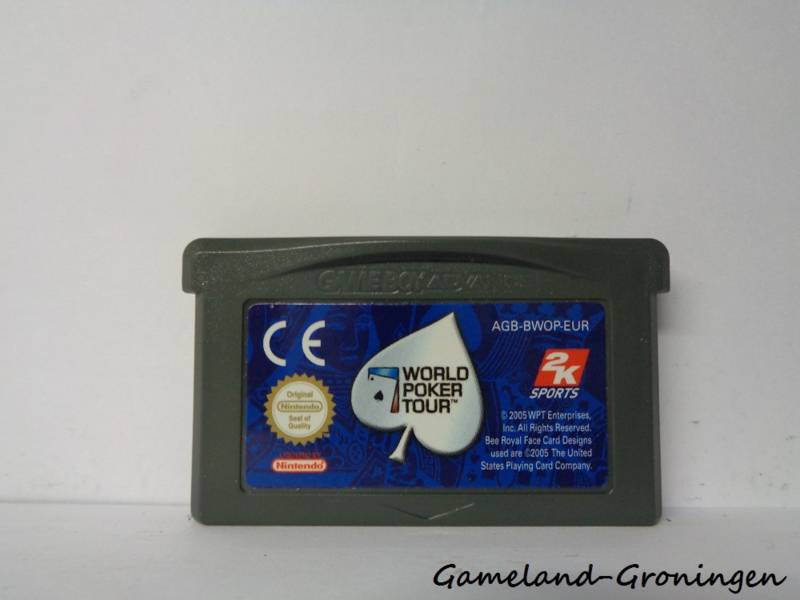 GAME BOY ADVANCE
CE
AGB-BWOP-EUR
WORLD
POKER
TOUR™
2K
SPORTS
Original
Nintendo
Seal of
Quality
LICENSED BY
Nintendo
© 2005 WPT Enterprises,
Inc. All Rights Reserved.
Bee Royal Face Card Designs
used are ©2005 The United
States Playing Card Company.
Gameland-Groningen